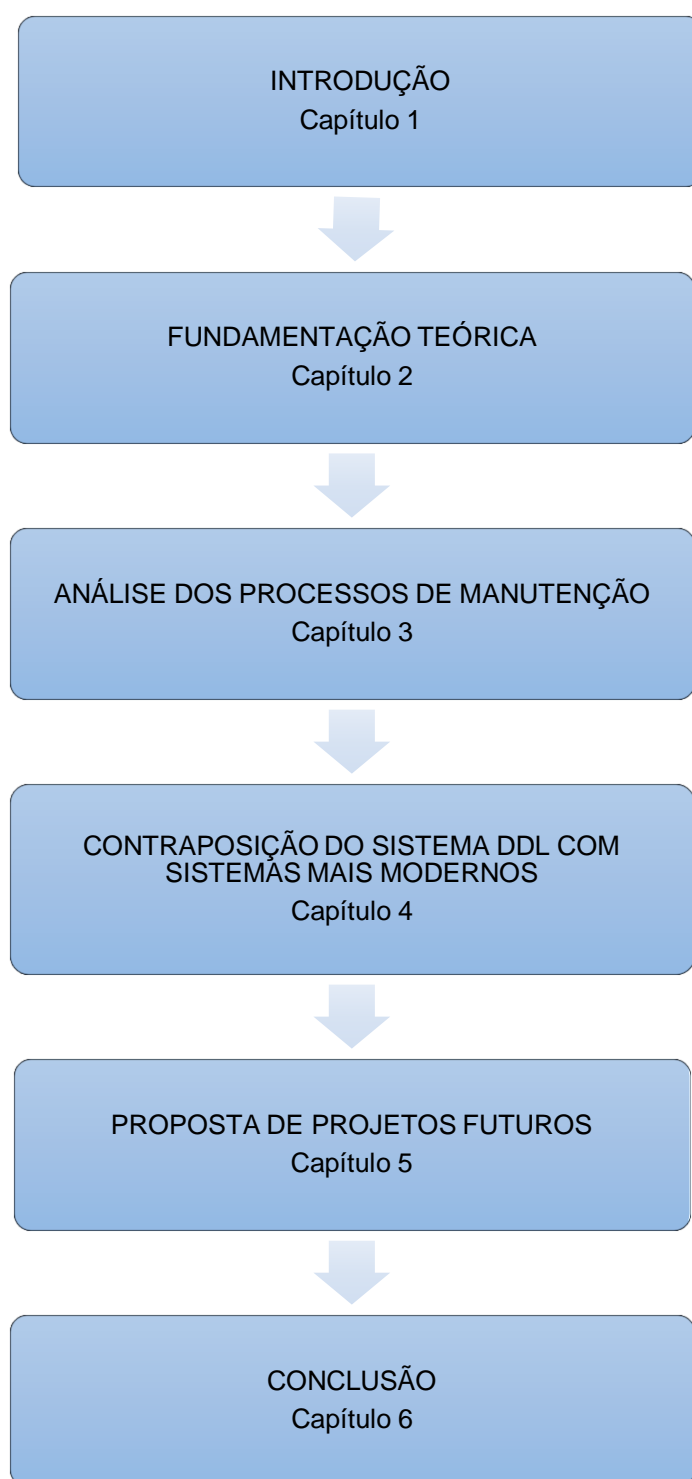 INTRODUÇÃO
Capítulo 1
FUNDAMENTAÇÃO TEÓRICA
Capítulo 2
ANÁLISE DOS PROCESSOS DE MANUTENÇÃO
Capítulo 3
CONTRAPOSIÇÃO DO SISTEMA DDL COM
SISTEMAS MAIS MODERNOS
Capítulo 4
PROPOSTA DE PROJETOS FUTUROS
Capítulo 5
CONCLUSÃO
Capítulo 6